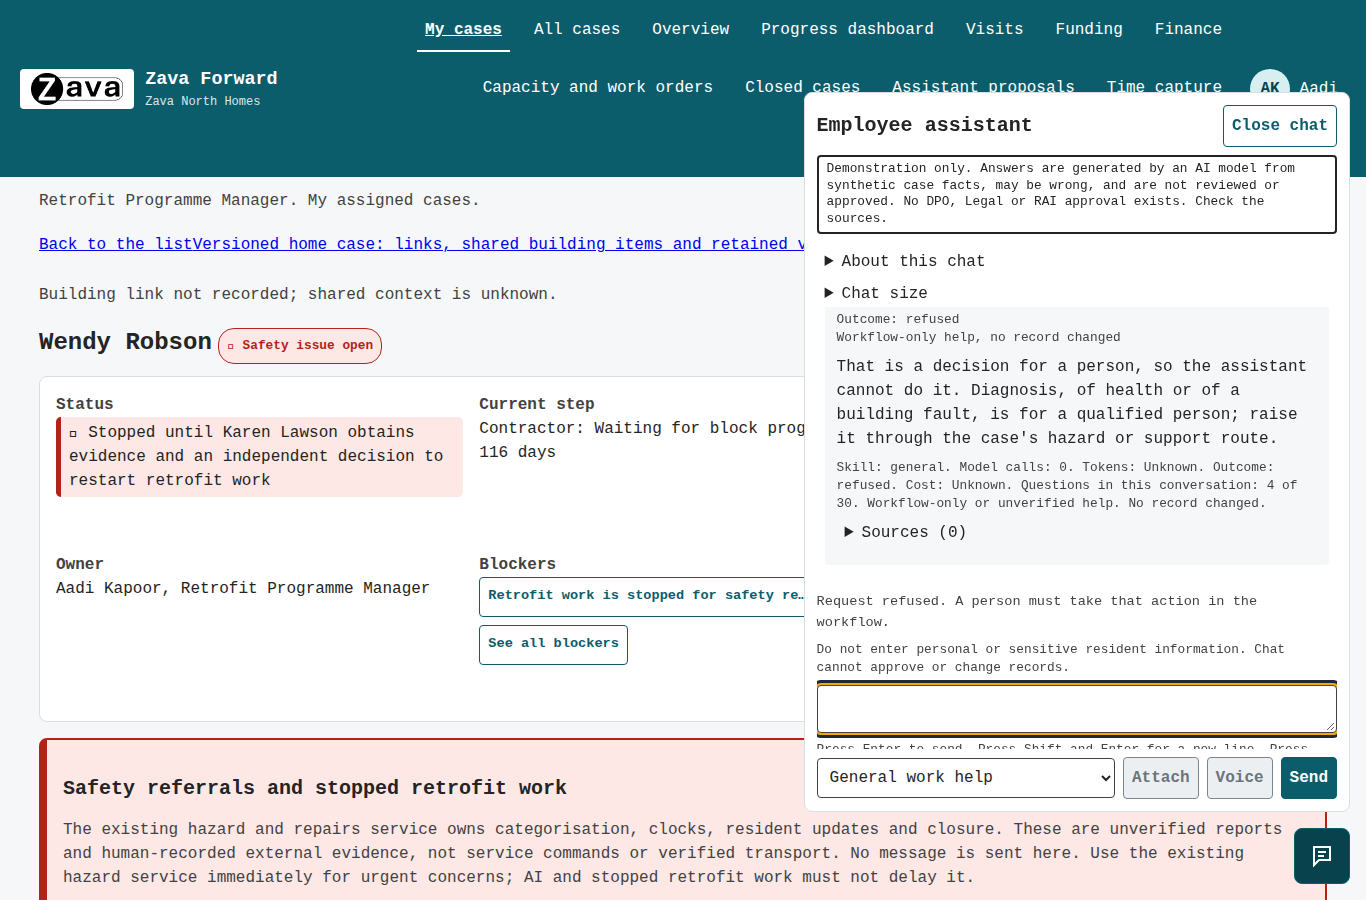 My cases All cases Overview Progress dashboard Visits Funding Finance
Zava
Zava Forward
Zava North Homes
Capacity and work orders Closed cases Assistant proposals Time capture AK Aadi
Retrofit Programme Manager. My assigned cases.
Back to the listVersioned home case: links, shared building items and retained v
Building link not recorded; shared context is unknown.
Wendy Robson
Safety issue open
Status
Stopped until Karen Lawson obtains
evidence and an independent decision to
restart retrofit work
Current step
Contractor: Waiting for block prog
116 days
Owner
Aadi Kapoor, Retrofit Programme Manager
Blockers
Retrofit work is stopped for safety re…
See all blockers
Safety referrals and stopped retrofit work
The existing hazard and repairs service owns categorisation, clocks, resident updates and closure. These are unverified reports
and human-recorded external evidence, not service commands or verified transport. No message is sent here. Use the existing
hazard service immediately for urgent concerns; AI and stopped retrofit work must not delay it.
Employee assistant
Close chat
Demonstration only. Answers are generated by an AI model from
synthetic case facts, may be wrong, and are not reviewed or
approved. No DPO, Legal or RAI approval exists. Check the
sources.
About this chat
Chat size
Outcome: refused
Workflow-only help, no record changed
That is a decision for a person, so the assistant
cannot do it. Diagnosis, of health or of a
building fault, is for a qualified person; raise
it through the case's hazard or support route.
Skill: general. Model calls: 0. Tokens: Unknown. Outcome:
refused. Cost: Unknown. Questions in this conversation: 4 of
30. Workflow-only or unverified help. No record changed.
Sources (0)
Request refused. A person must take that action in the
workflow.
Do not enter personal or sensitive resident information. Chat
cannot approve or change records.
Press Enter to send. Press Shift and Enter for a new line. Press
General work help
Attach
Voice
Send